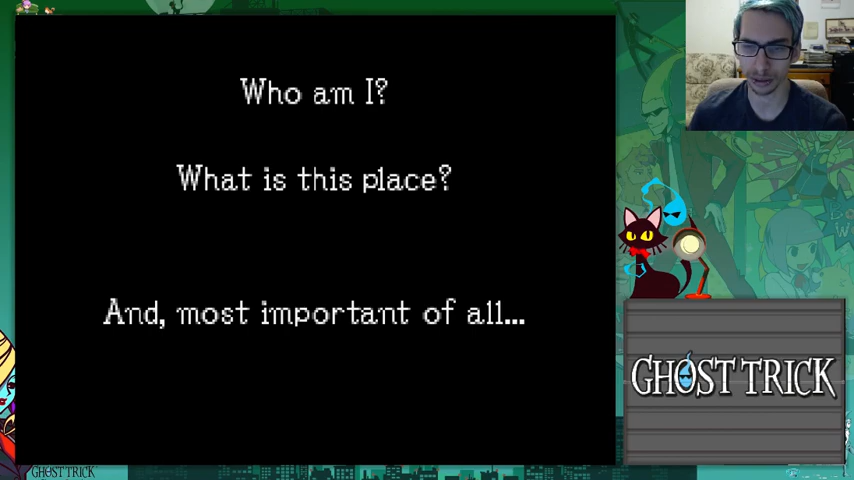 Who am I?
What is this place?
And, most important of all...
GHOST TRICK
GHOST TRICK